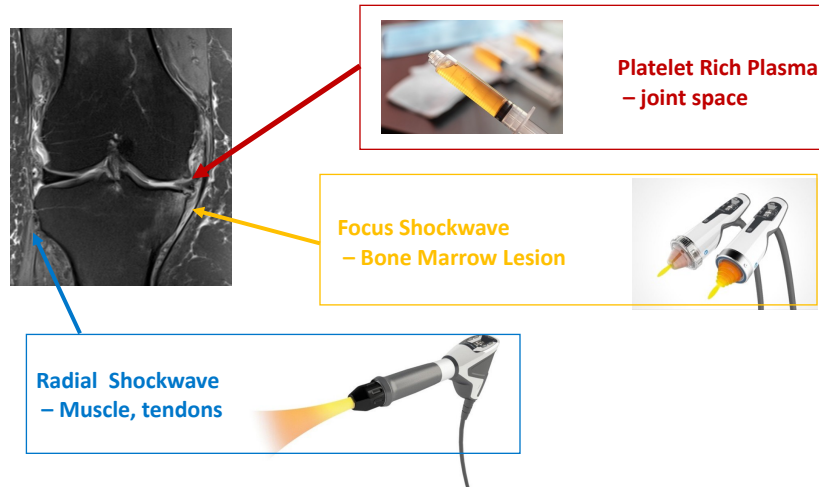 Platelet Rich Plasma
– joint space
Focus Shockwave
– Bone Marrow Lesion
Radial Shockwave
– Muscle, tendons